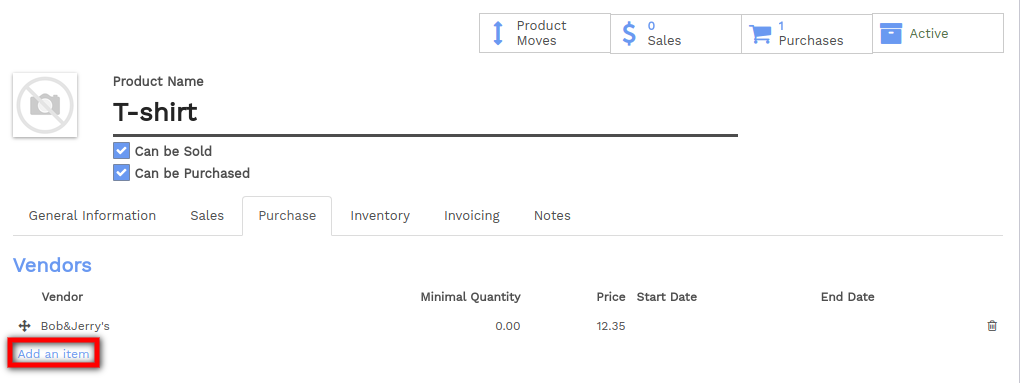 Product Moves
0 Sales
1 Purchases
Active
Product Name
T-shirt
Can be Sold
Can be Purchased
General Information Sales Purchase Inventory Invoicing Notes
Vendors
Vendor Minimal Quantity Price Start Date End Date
Bob&Jerry's 0.00 12.35
Add an item